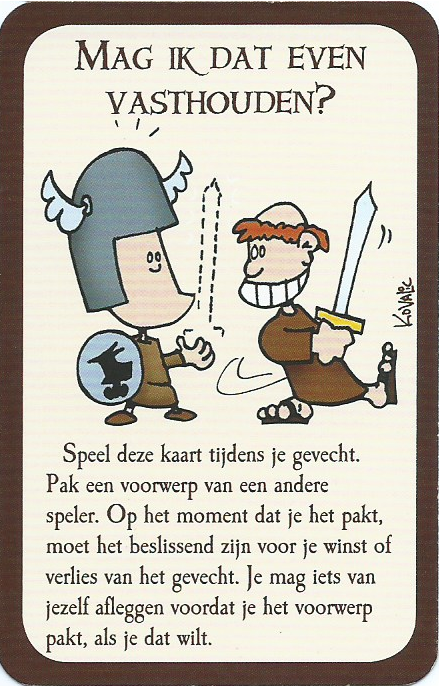 Mag ik dat even
vasthouden?
Kovalic
Speel deze kaart tijdens je gevecht.
Pak een voorwerp van een andere
speler. Op het moment dat je het pakt,
moet het beslissend zijn voor je winst of
verlies van het gevecht. Je mag iets van
jezelf afleggen voordat je het voorwerp
pakt, als je dat wilt.